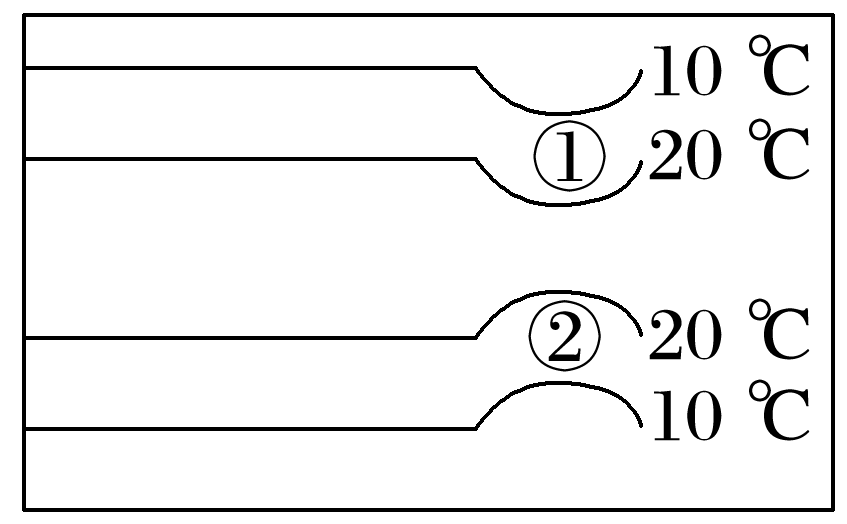 10 ℃
① 20 ℃
② 20 ℃
10 ℃